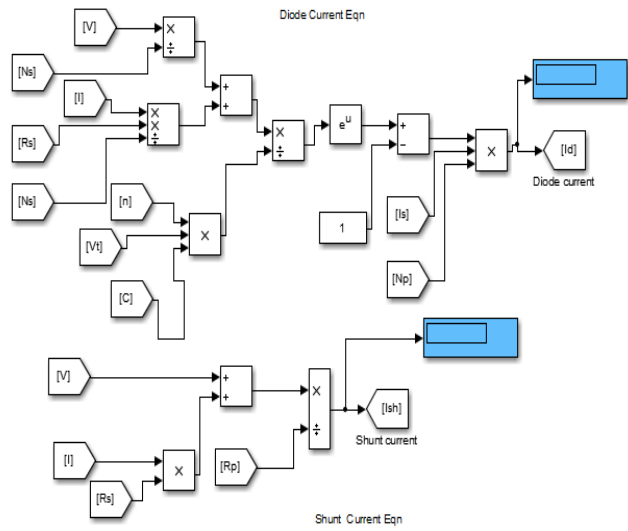 Diode Current Eqn
[V]
×
÷
[Ns]
[I]
+
+
×
×
÷
[Rs]
×
÷
e^u
+
−
×
[Id]
Diode current
[Ns]
[n]
[Is]
1
×
[Vt]
[Np]
[C]
[V]
+
+
×
÷
[Ish]
Shunt current
[I]
×
[Rp]
[Rs]
Shunt Current Eqn